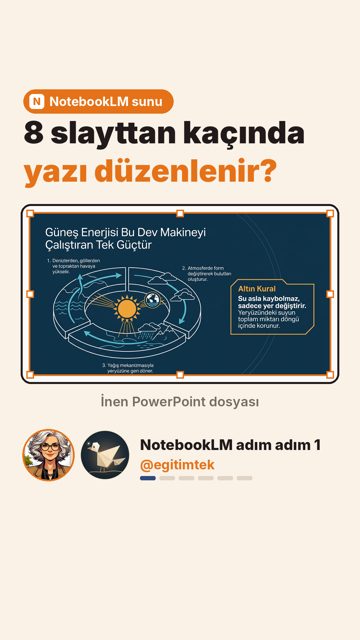 N NotebookLM sunu
8 slayttan kaçında
yazı düzenlenir?
Güneş Enerjisi Bu Dev Makineyi
Çalıştıran Tek Güçtür
1. Denizlerden, göllerden
ve topraktan havaya
yükselir.
2. Atmosferde form
değiştirerek bulutları
oluşturur.
Altın Kural
Su asla kaybolmaz,
sadece yer değiştirir.
Yeryüzündeki suyun
toplam miktarı döngü
içinde korunur.
3. Yağış mekanizmasıyla
yeryüzüne geri döner.
İnen PowerPoint dosyası
NotebookLM adım adım 1
@egitimtek